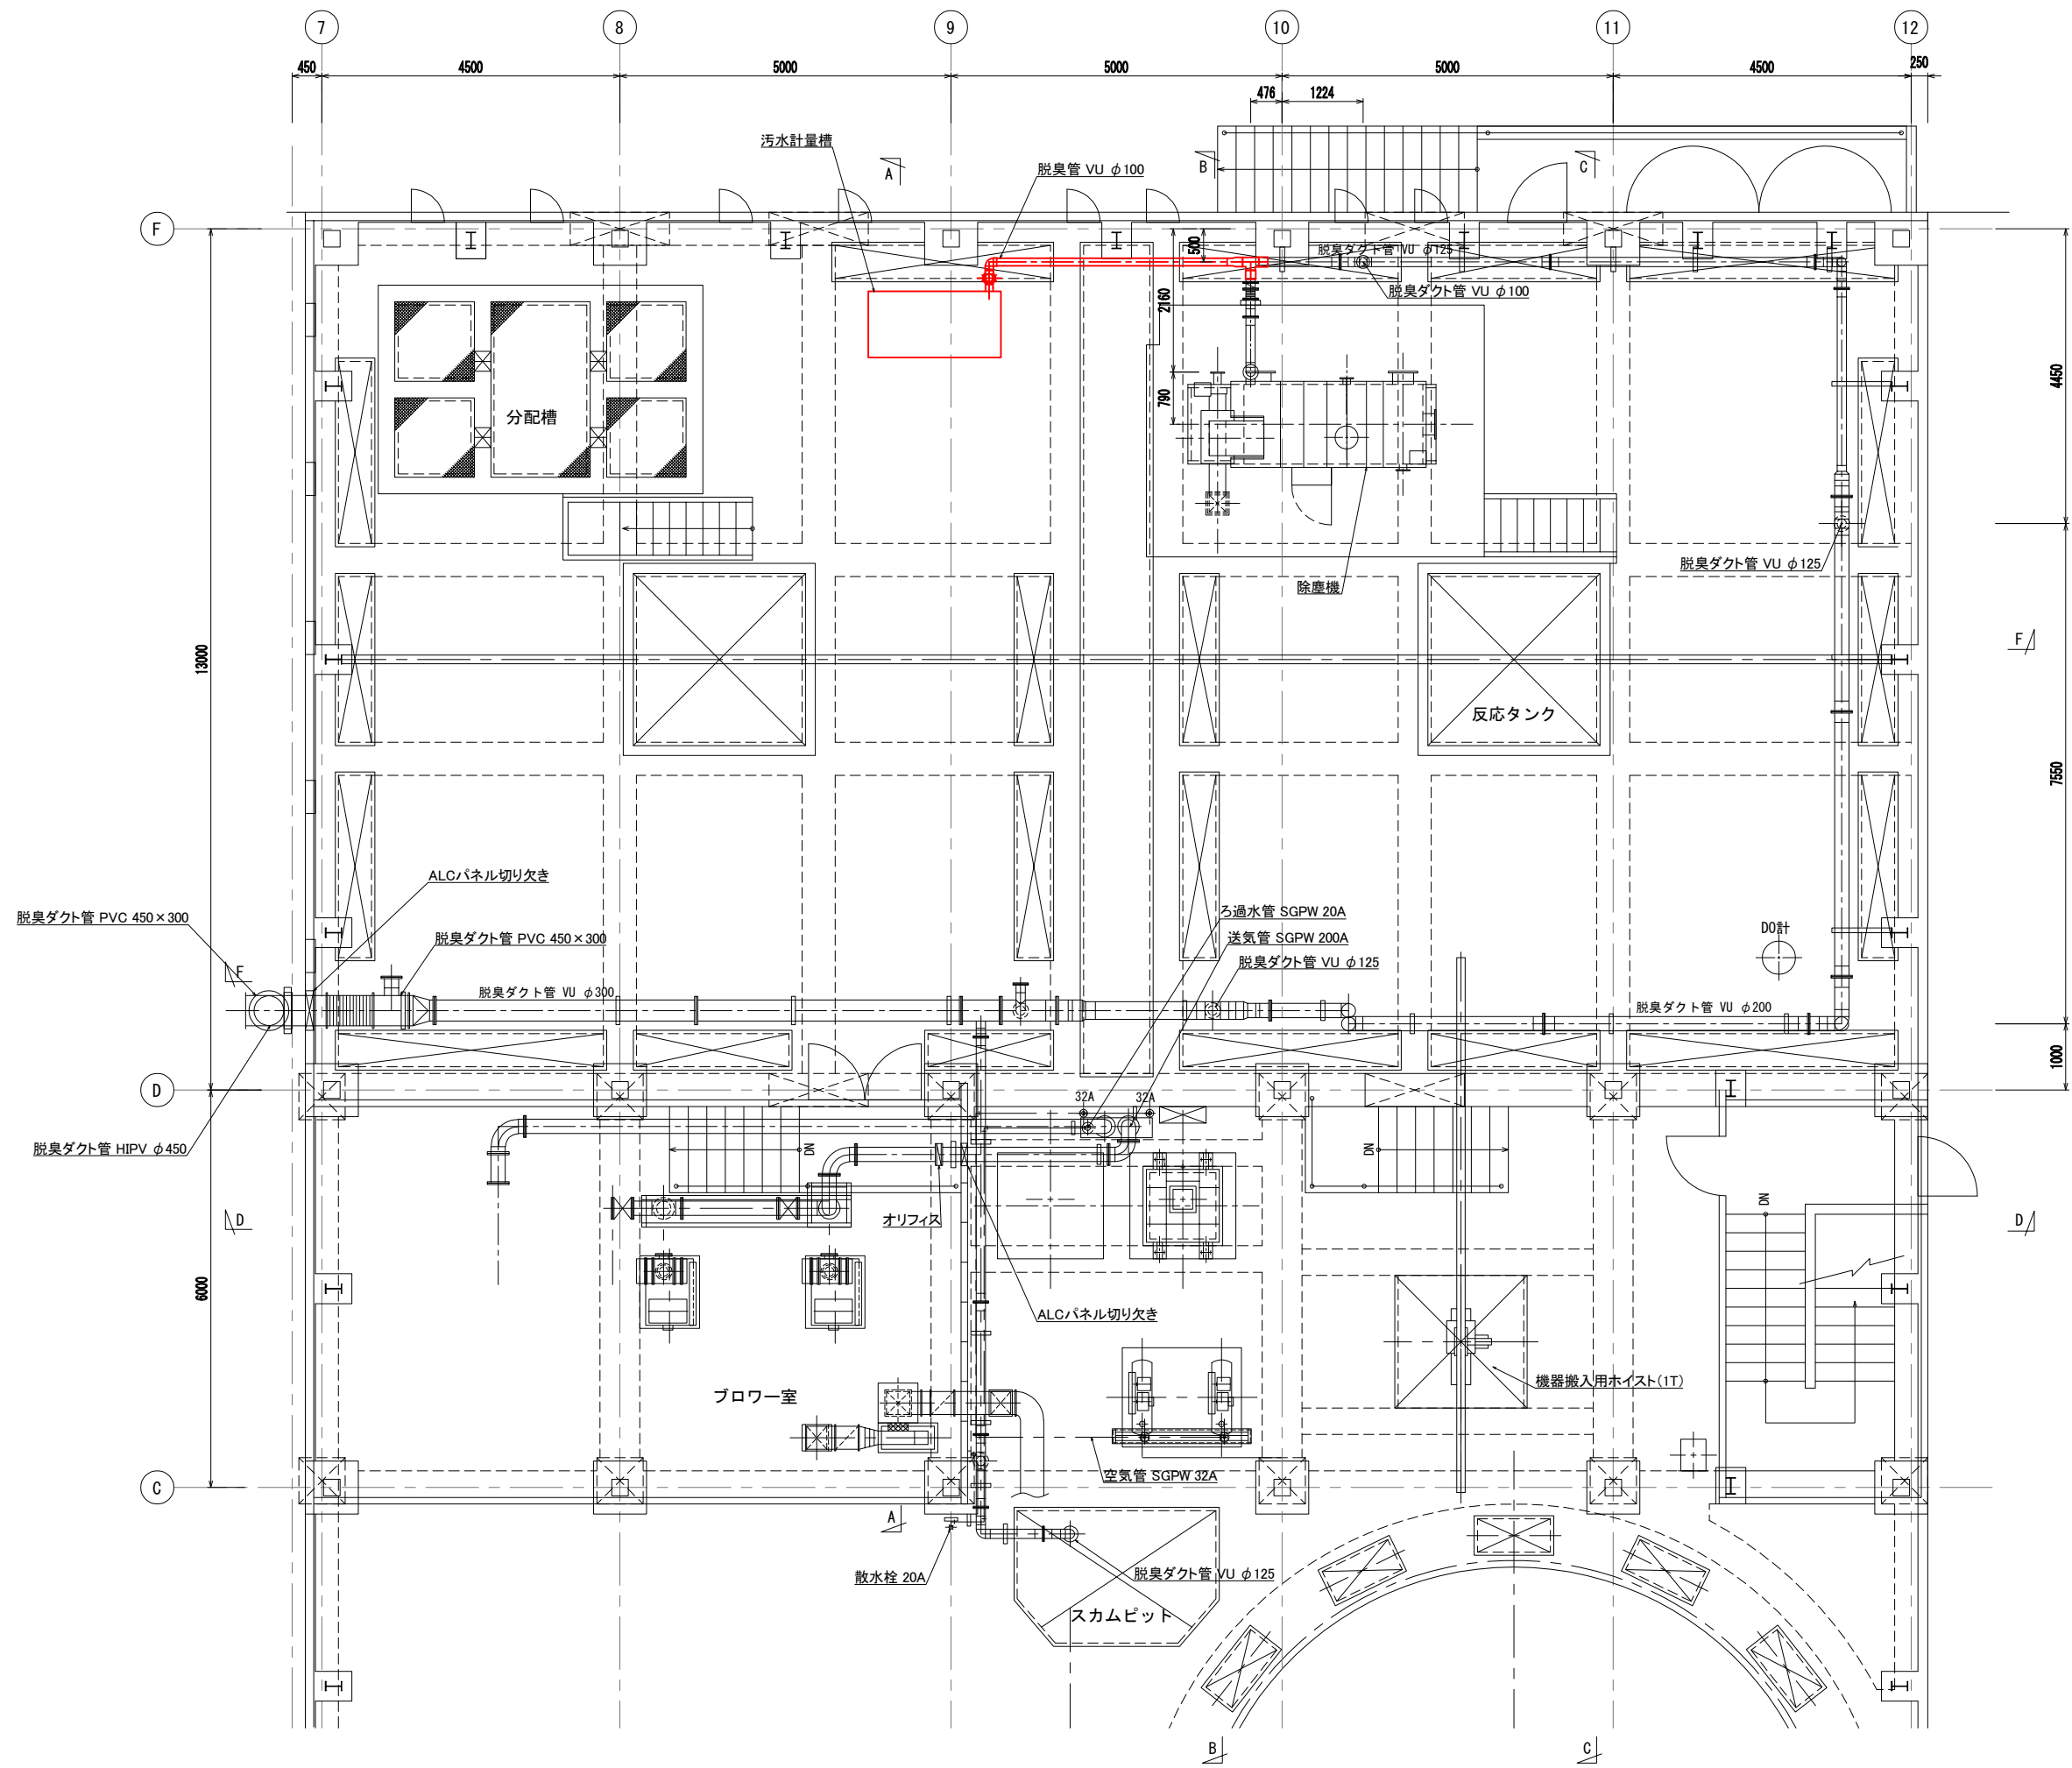 7
8
9
10
11
12
450
4500
5000
5000
5000
4500
250
476
1224
汚水計量槽
A
脱臭管 VU φ100
B
C
F
500
脱臭ダクト管 VU φ125
脱臭ダクト管 VU φ100
2160
4450
790
分配槽
脱臭ダクト管 VU φ125
除塵機
F
13000
反応タンク
7550
ALCパネル切り欠き
脱臭ダクト管 PVC 450×300
ろ過水管 SGPW 20A
脱臭ダクト管 PVC 450×300
送気管 SGPW 200A
DO計
脱臭ダクト管 VU φ125
F
脱臭ダクト管 VU φ300
脱臭ダクト管 VU φ200
1000
D
32A
32A
脱臭ダクト管 HIPV φ450
DN
DN
DN
D
オリフィス
D
6000
ALCパネル切り欠き
機器搬入用ホイスト(1T)
ブロワー室
空気管 SGPW 32A
C
A
散水栓 20A
脱臭ダクト管 VU φ125
スカムピット
B
C